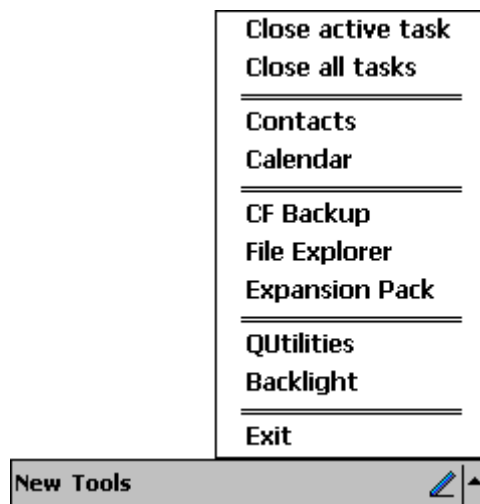 Close active task
Close all tasks
Contacts
Calendar
CF Backup
File Explorer
Expansion Pack
QUtilities
Backlight
Exit
New Tools